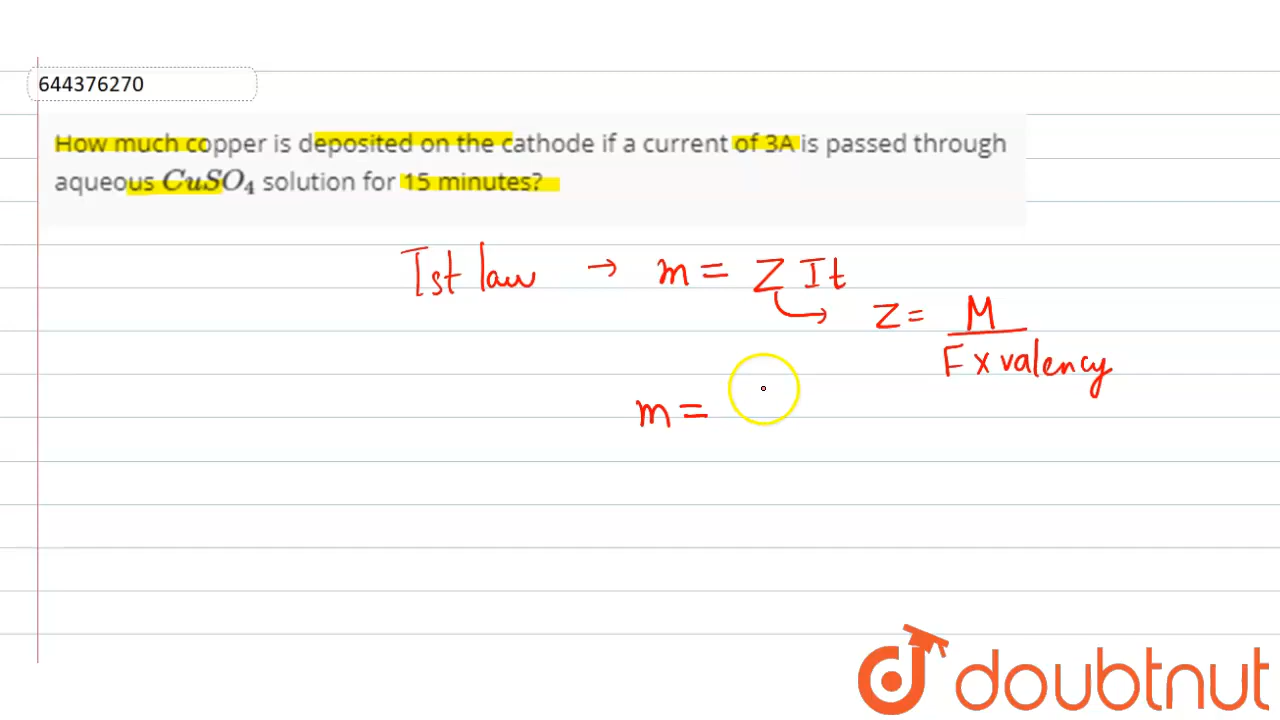 644376270
How much copper is deposited on the cathode if a current of 3A is passed through
aqueous CuSO₄ solution for 15 minutes?
Ist law → m = Z It
Z = M / F x valency
m =
doubtnut